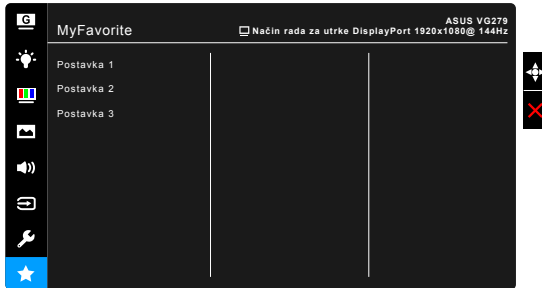 G
MyFavorite
ASUS VG279
Način rada za utrke DisplayPort 1920x1080@ 144Hz
Postavka 1
Postavka 2
Postavka 3